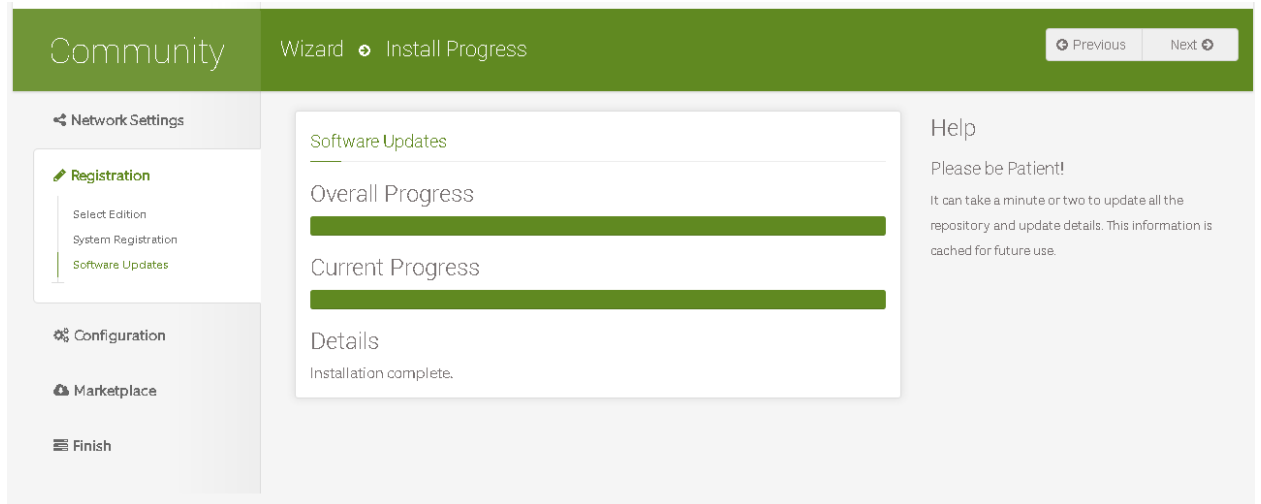 Community
Wizard Install Progress
Previous Next
Network Settings
Registration
Select Edition
System Registration
Software Updates
Configuration
Marketplace
Finish
Software Updates
Overall Progress
Current Progress
Details
Installation complete.
Help
Please be Patient!
It can take a minute or two to update all the
repository and update details. This information is
cached for future use.